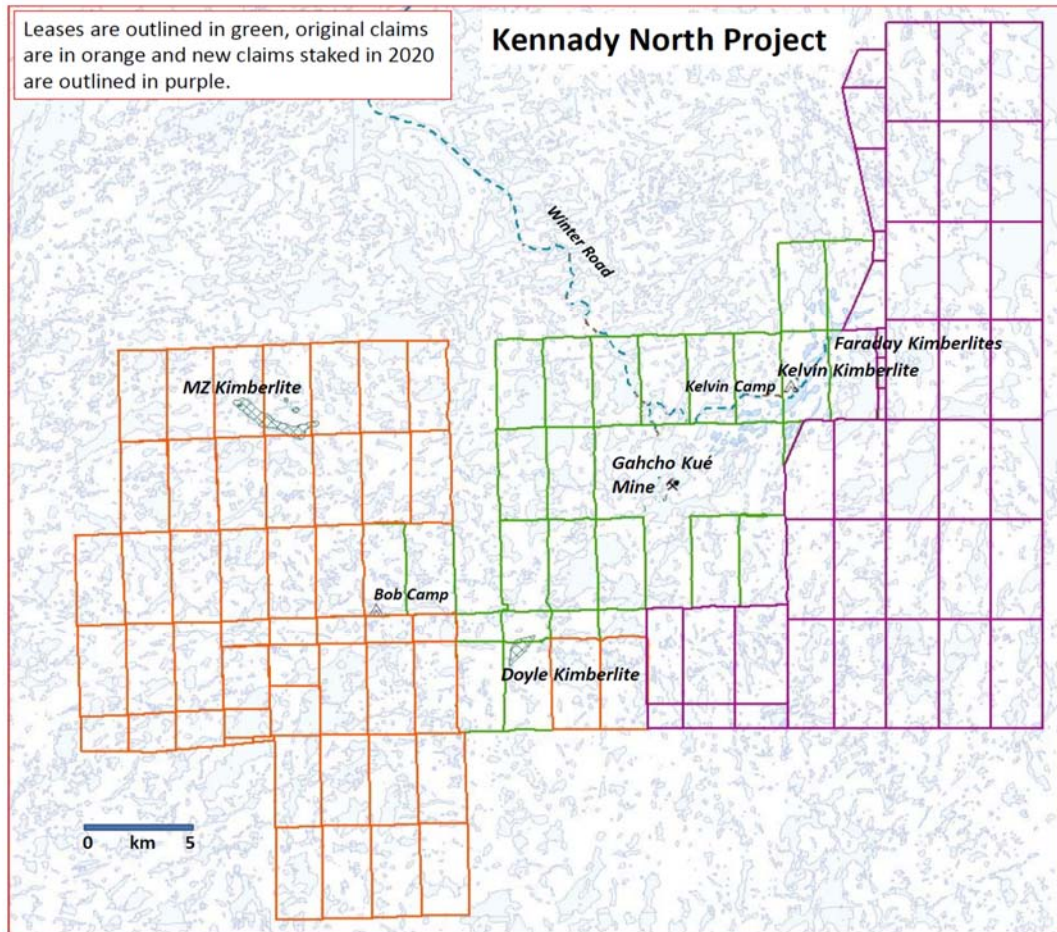 Leases are outlined in green, original claims
are in orange and new claims staked in 2020
are outlined in purple.
Kennady North Project
Winter Road
Faraday Kimberlites
Kelvin Kimberlite
Kelvin Camp
MZ Kimberlite
Gahcho Kué
Mine
Bob Camp
Doyle Kimberlite
0 km 5